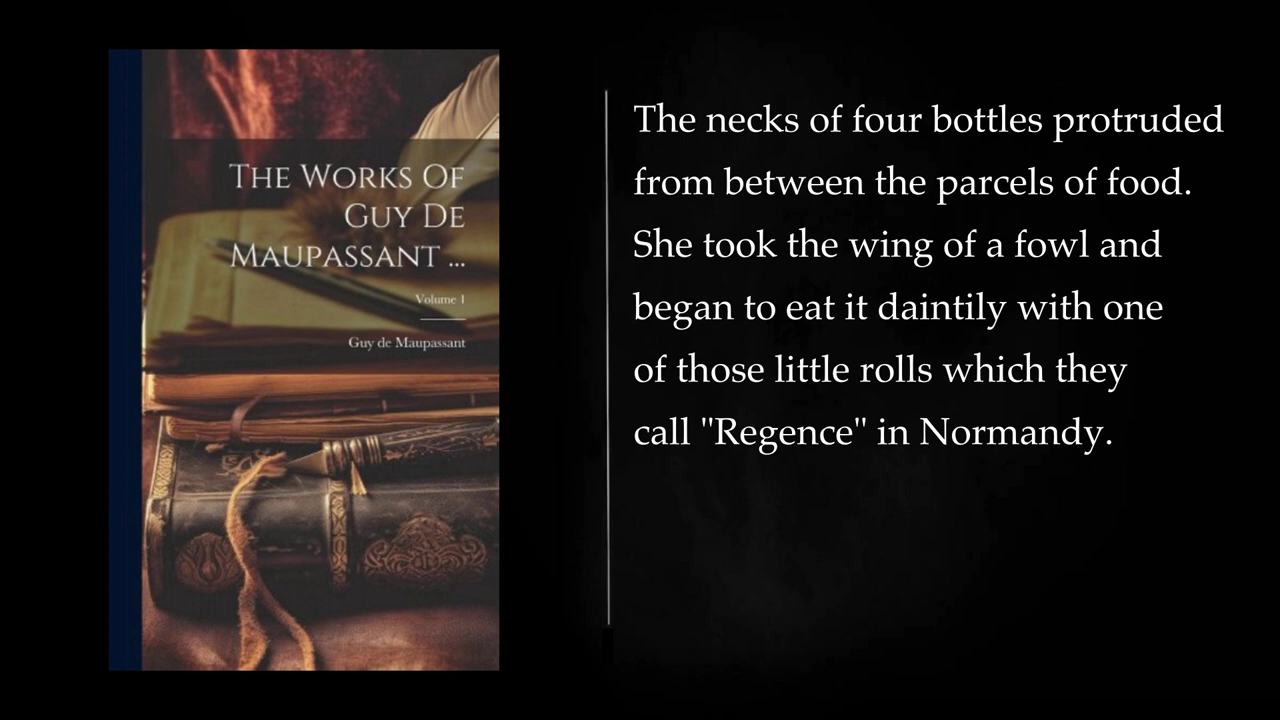 The Works Of
Guy De
Maupassant ...
Volume 1
Guy de Maupassant
The necks of four bottles protruded
from between the parcels of food.
She took the wing of a fowl and
began to eat it daintily with one
of those little rolls which they
call "Regence" in Normandy.